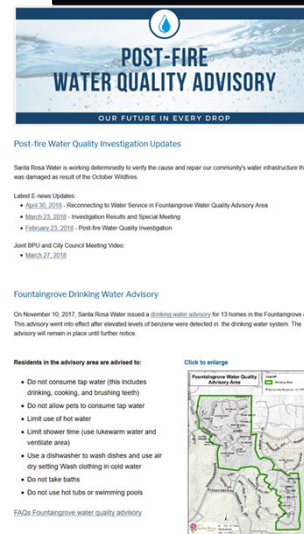 POST-FIRE
WATER QUALITY ADVISORY
OUR FUTURE IN EVERY DROP
Post-fire Water Quality Investigation Updates
Santa Rosa Water is working determinedly to verify the cause and repair our community's water infrastructure th
was damaged as result of the October Wildfires.
Latest E-news Updates:
April 30, 2018 - Reconnecting to Water Service in Fountaingrove Water Quality Advisory Area
March 23, 2018 - Investigation Results and Special Meeting
February 23, 2018 - Post-fire Water Quality Investigation
Joint BPU and City Council Meeting Video:
March 27, 2018
Fountaingrove Drinking Water Advisory
On November 10, 2017, Santa Rosa Water issued a drinking water advisory for 13 homes in the Fountaingrove
This advisory went into effect after elevated levels of benzene were detected in the drinking water system. The
advisory will remain in place until further notice.
Residents in the advisory area are advised to:
Do not consume tap water (this includes
drinking, cooking, and brushing teeth)
Do not allow pets to consume tap water
Limit use of hot water
Limit shower time (use lukewarm water and
ventilate area)
Use a dishwasher to wash dishes and use air
dry setting Wash clothing in cold water
Do not take baths
Do not use hot tubs or swimming pools
FAQs Fountaingrove water quality advisory
Click to enlarge
Fountaingrove Water Quality
Advisory Area
Legend